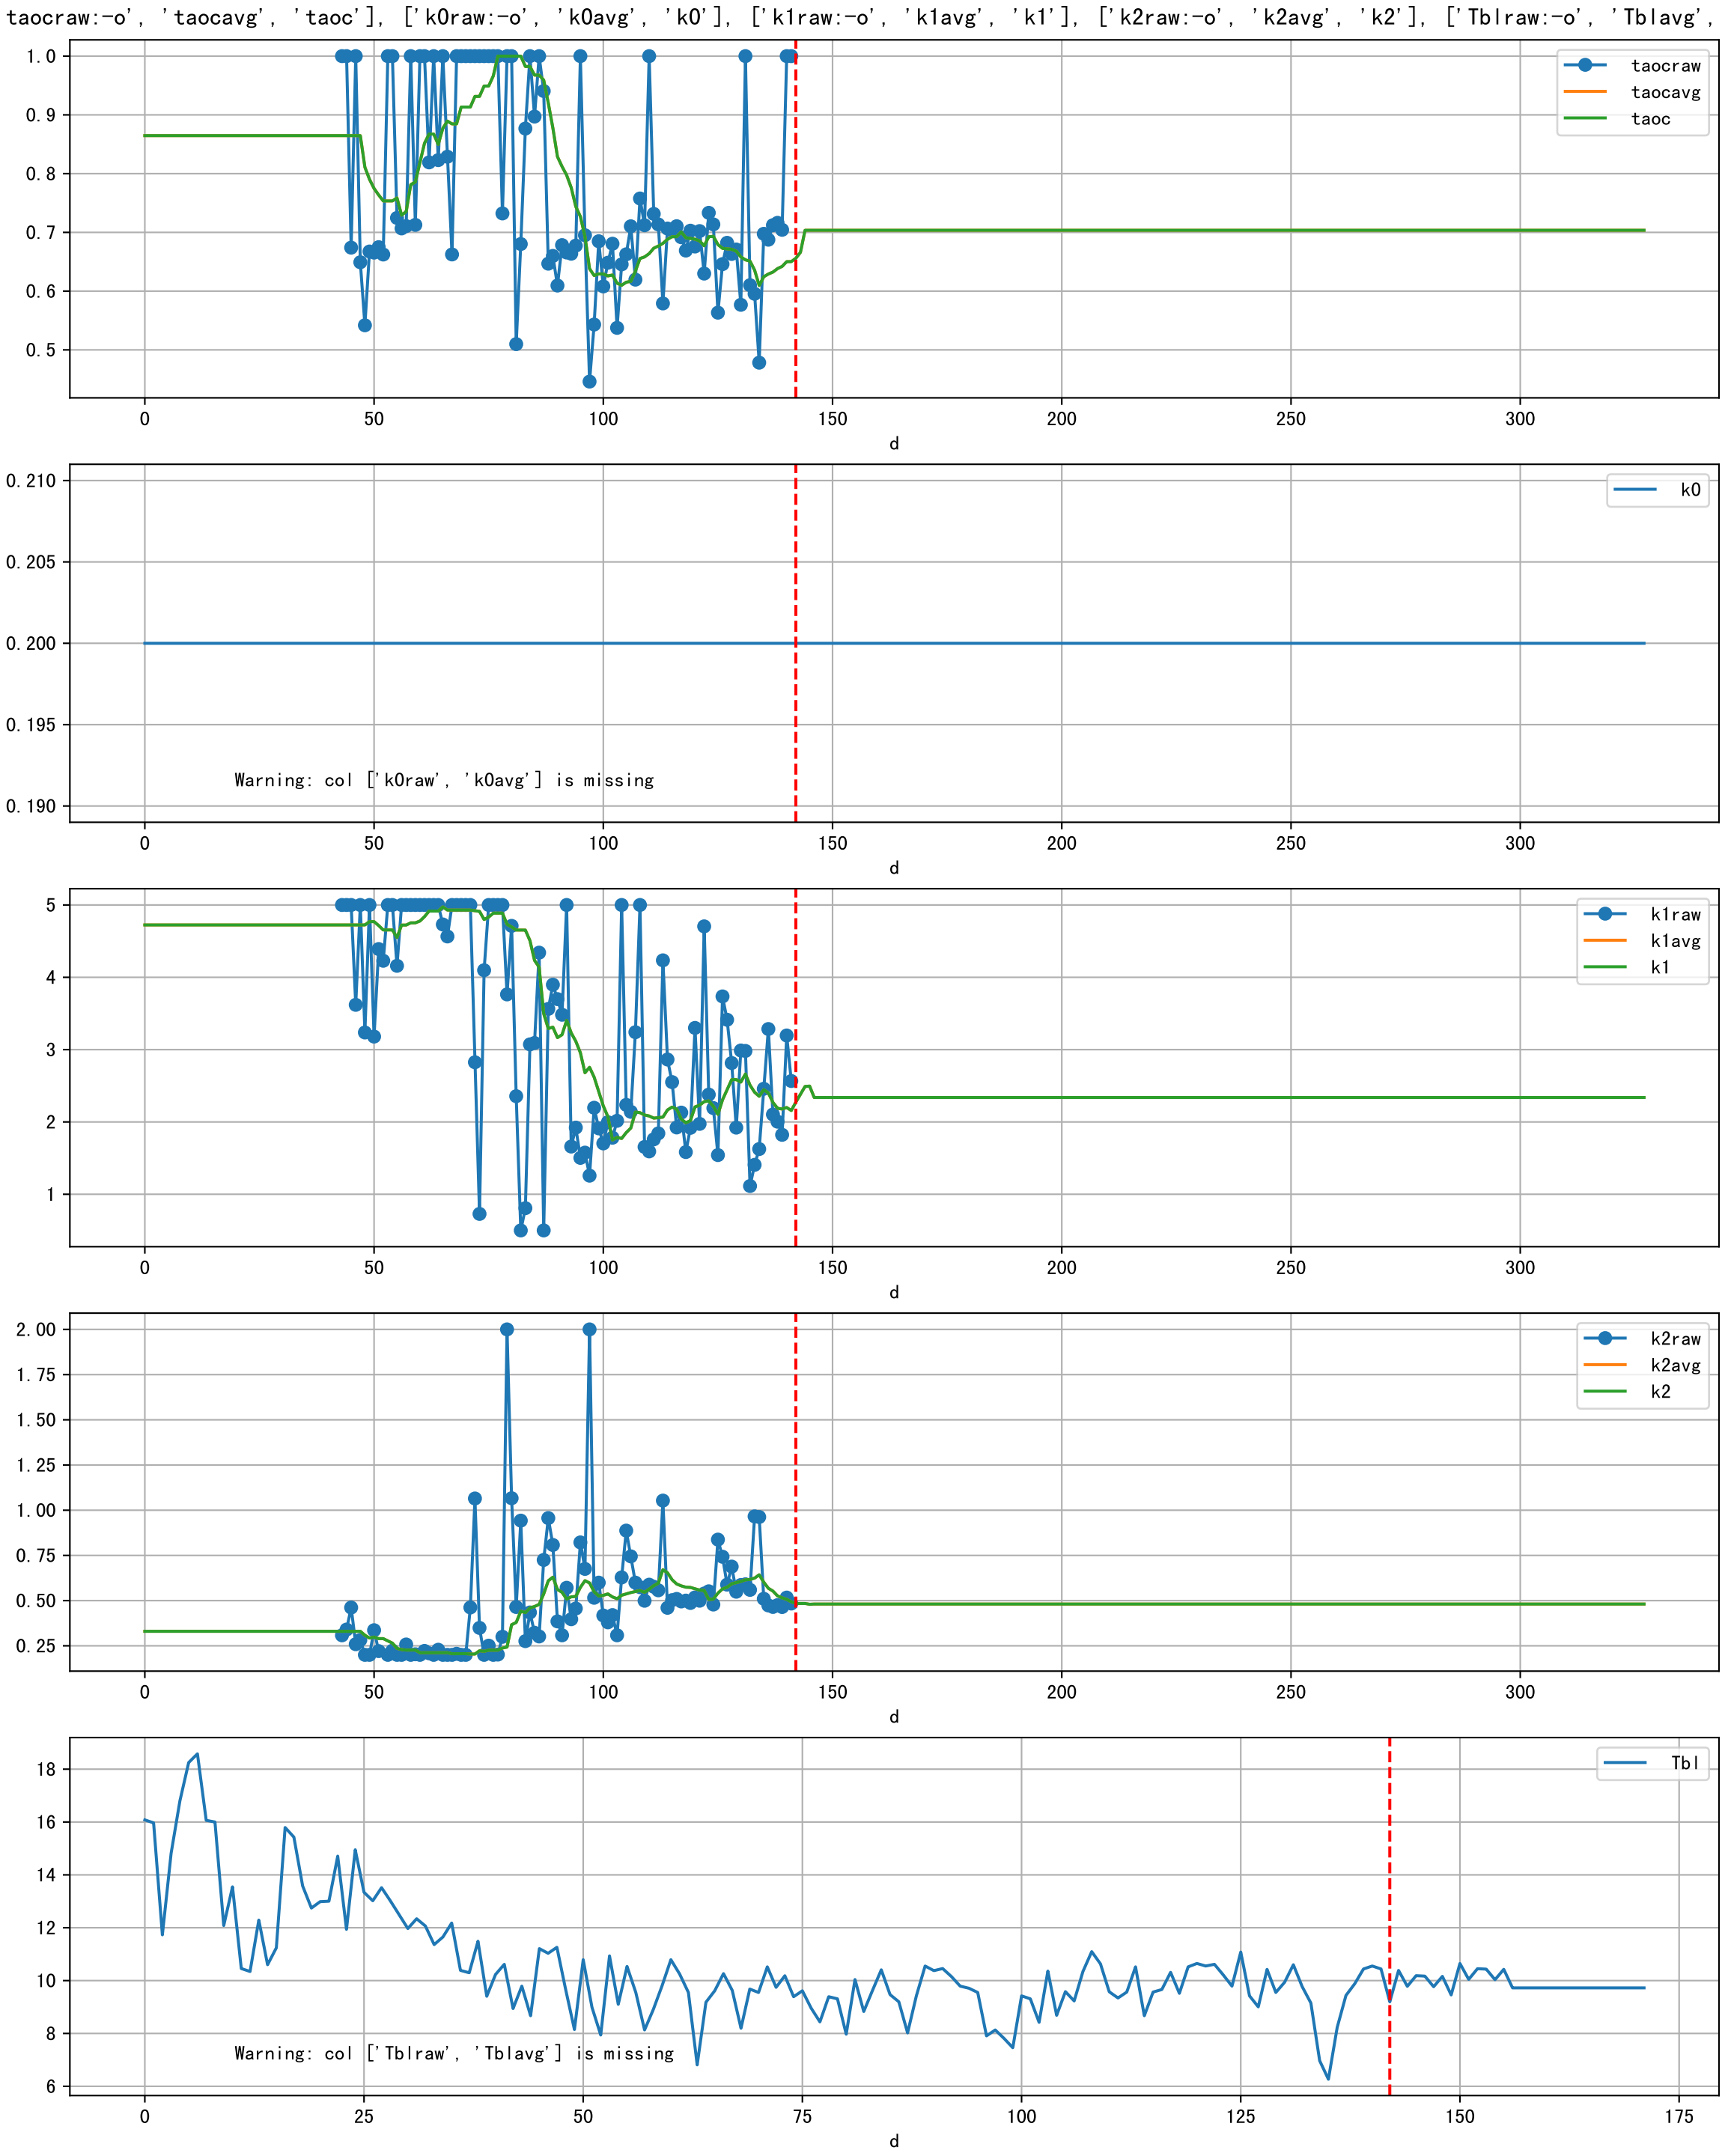 taocraw:-o', 'taocavg', 'taoc'], ['k0raw:-o', 'k0avg', 'k0'], ['k1raw:-o', 'k1avg', 'k1'], ['k2raw:-o', 'k2avg', 'k2'], ['Tblraw:-o', 'Tblavg',
1.0
0.9
0.8
0.7
0.6
0.5
taocraw
taocavg
taoc
0 50 100 150 200 250 300
d
0.210
0.205
0.200
0.195
0.190
k0
Warning: col ['k0raw', 'k0avg'] is missing
0 50 100 150 200 250 300
d
5
4
3
2
1
k1raw
k1avg
k1
0 50 100 150 200 250 300
d
2.00
1.75
1.50
1.25
1.00
0.75
0.50
0.25
k2raw
k2avg
k2
0 50 100 150 200 250 300
d
18
16
14
12
10
8
6
Tbl
Warning: col ['Tblraw', 'Tblavg'] is missing
0 25 50 75 100 125 150 175
d